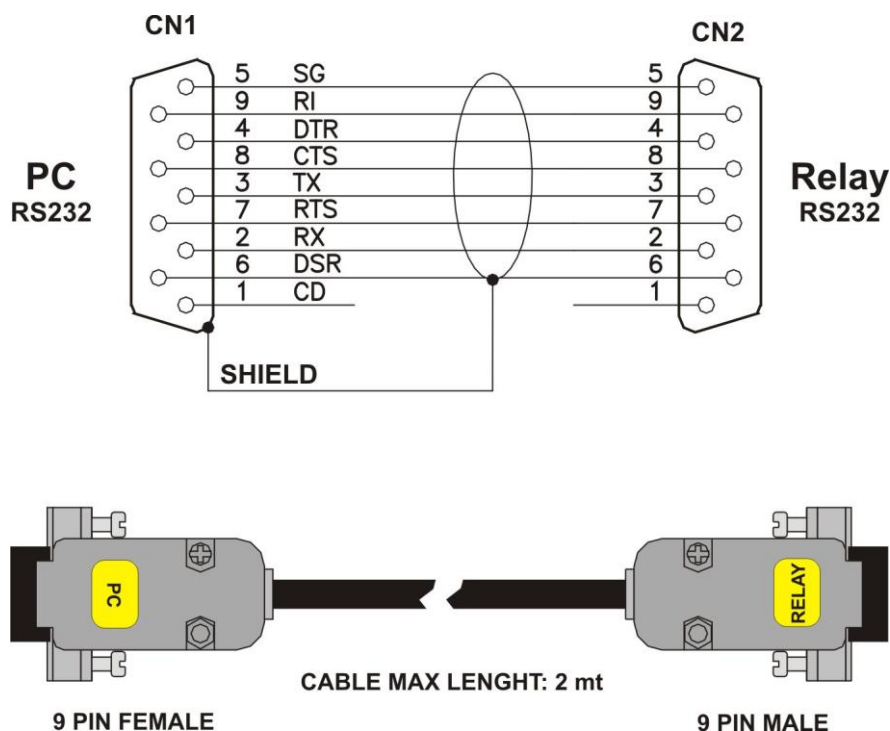 CN1
CN2
5 SG 5
9 RI 9
4 DTR 4
8 CTS 8
3 TX 3
7 RTS 7
2 RX 2
6 DSR 6
1 CD 1
PC
RS232
Relay
RS232
SHIELD
PC
RELAY
CABLE MAX LENGHT: 2 mt
9 PIN FEMALE
9 PIN MALE